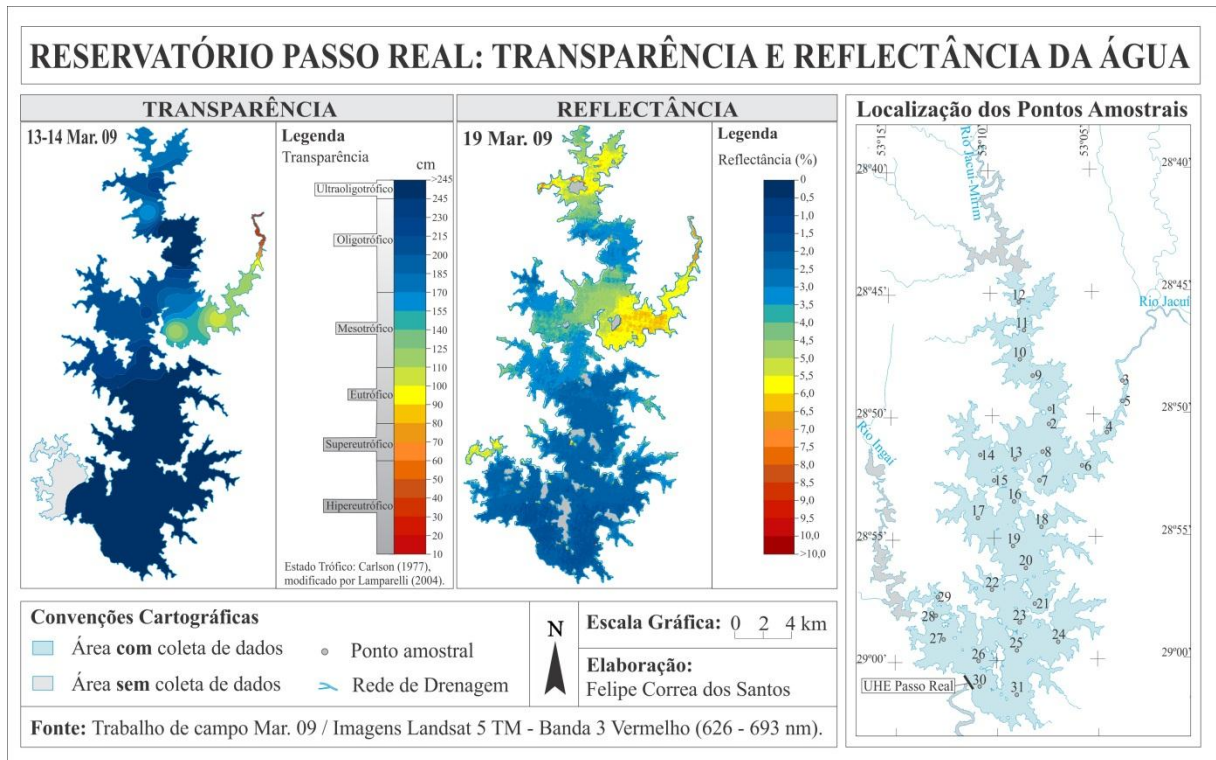 RESERVATÓRIO PASSO REAL: TRANSPARÊNCIA E REFLECTÂNCIA DA ÁGUA
TRANSPARÊNCIA
13-14 Mar. 09
Legenda
Transparência
cm
Ultraoligotrófico
Oligotrófico
Mesotrófico
Eutrófico
Supereutrófico
Hipereutrófico
>245
245
230
215
200
185
170
155
140
125
110
100
90
80
70
60
50
40
30
20
10
Estado Trófico: Carlson (1977),
modificado por Lamparelli (2004).
REFLECTÂNCIA
19 Mar. 09
Legenda
Reflectância (%)
0
1,0
1,5
2,0
2,5
3,0
3,5
4,0
4,5
5,0
5,5
6,0
6,5
7,0
7,5
8,0
8,5
9,0
9,5
10,0
>10,0
Localização dos Pontos Amostrais
53°15'
53°10'
53°05'
28°40'
28°40'
Rio Jacuí-Mirim
28°45'
28°45'
Rio Jacuí
12
11
10
9
3
5
1
28°50'
28°50'
2
4
Rio Ingaí
14
13
8
6
15
7
16
17
18
28°55'
28°55'
19
20
22
29
21
28
23
27
24
25
26
29°00'
29°00'
UHE Passo Real
30
31
Convenções Cartográficas
Área com coleta de dados
Ponto amostral
Área sem coleta de dados
Rede de Drenagem
N
Escala Gráfica: 0 2 4 km
Elaboração:
Felipe Correa dos Santos
Fonte: Trabalho de campo Mar. 09 / Imagens Landsat 5 TM - Banda 3 Vermelho (626 - 693 nm).